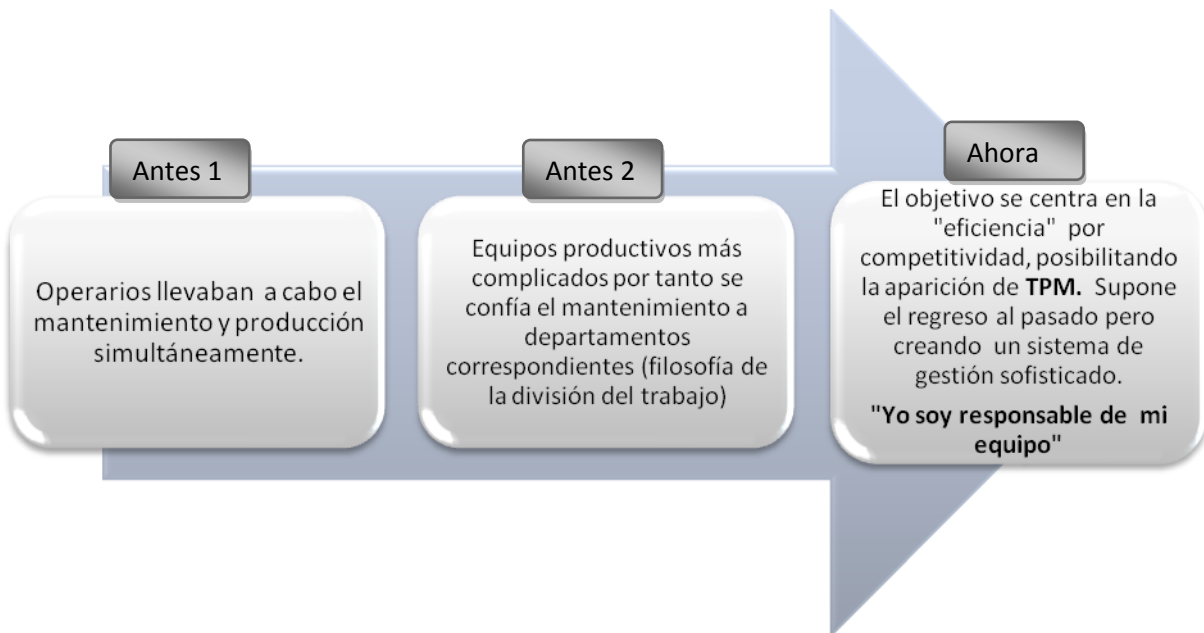 Antes 1
Operarios llevaban a cabo el
mantenimiento y producción
simultáneamente.
Antes 2
Equipos productivos más
complicados por tanto se
confía el mantenimiento a
departamentos
correspondientes (filosofía de
la división del trabajo)
Ahora
El objetivo se centra en la
"eficiencia" por
competitividad, posibilitando
la aparición de TPM. Supone
el regreso al pasado pero
creando un sistema de
gestión sofisticado.
"Yo soy responsable de mi
equipo"